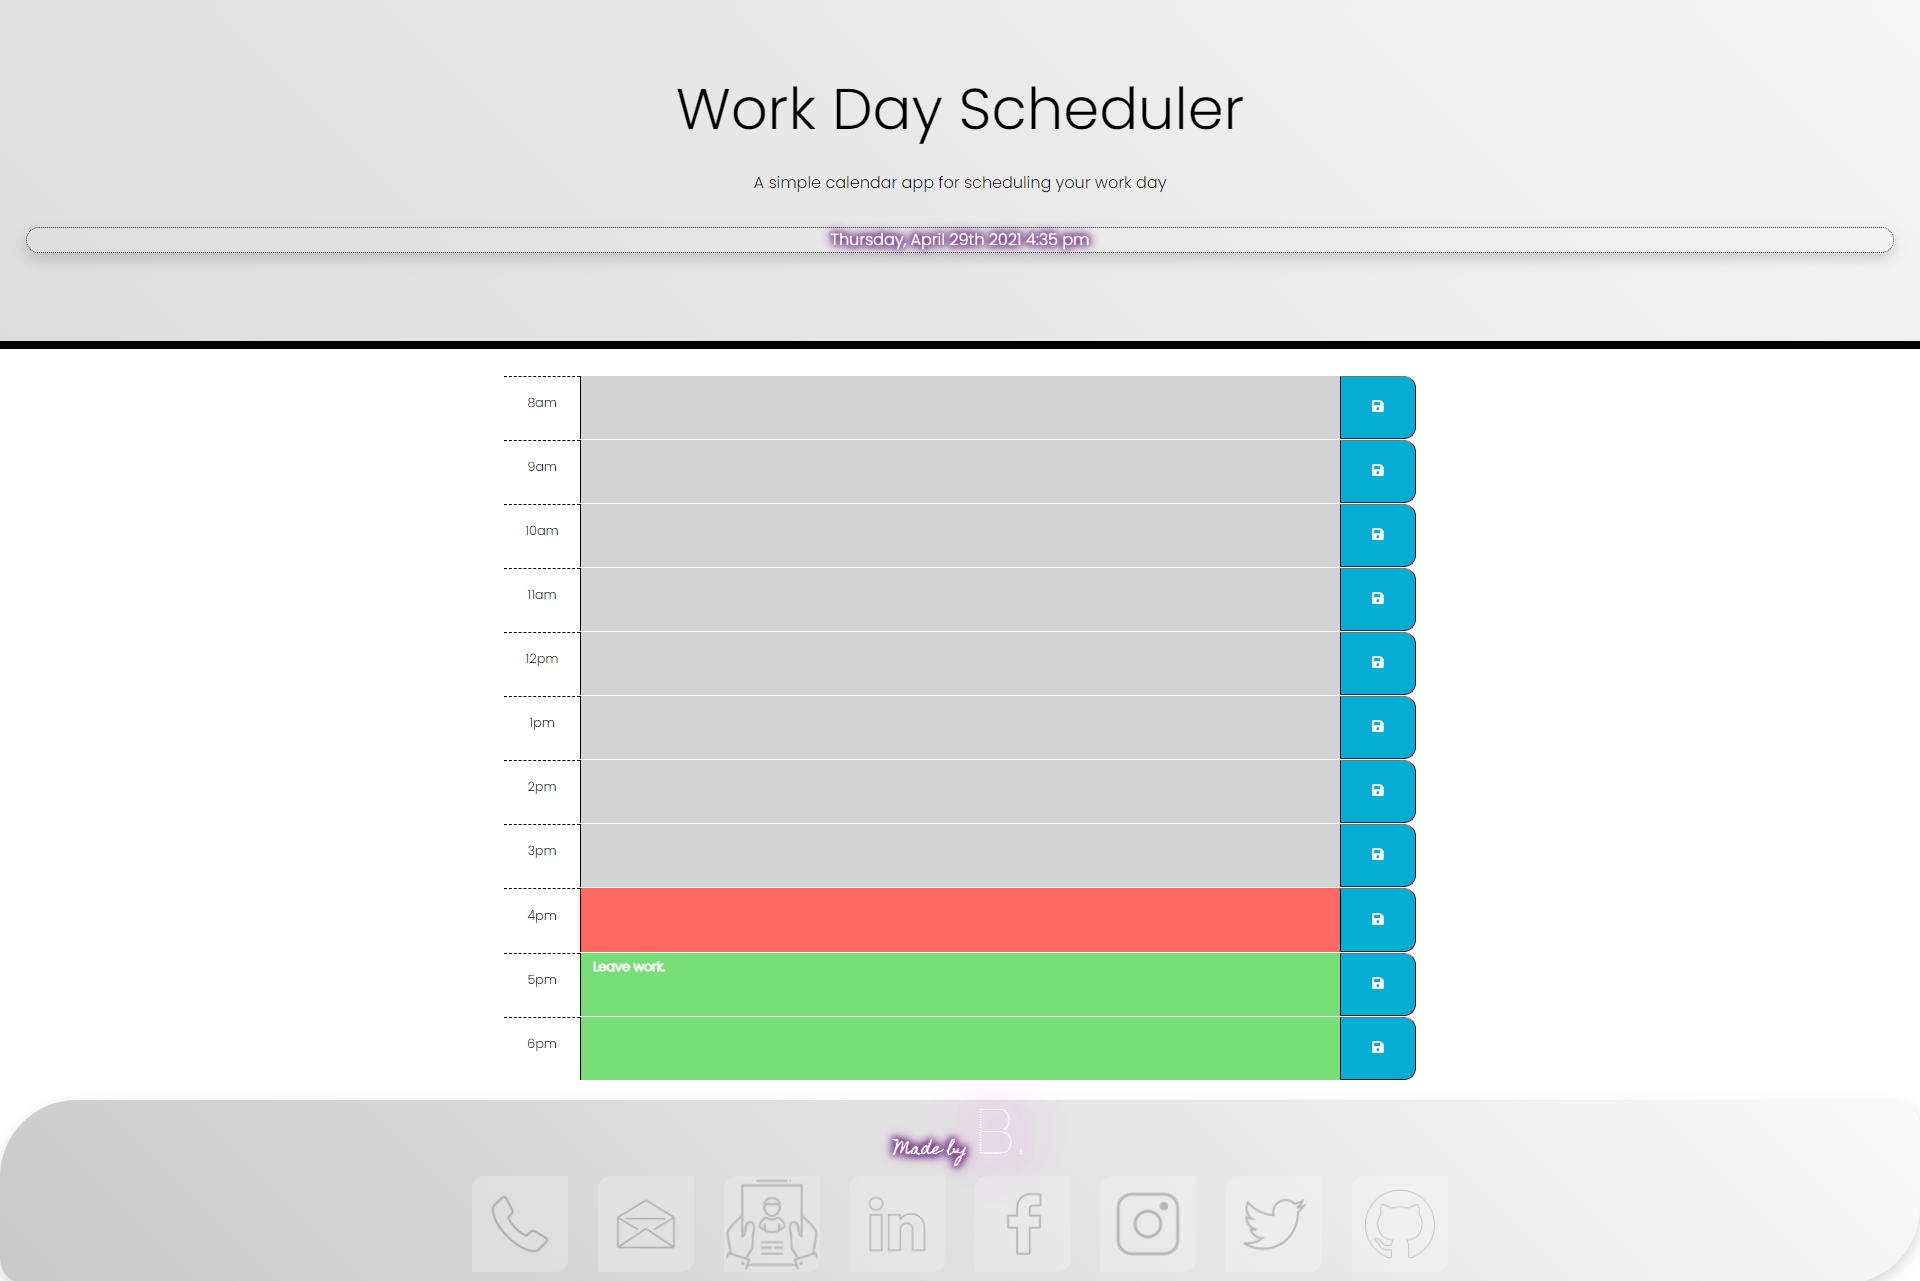 Work Day Scheduler
A simple calendar app for scheduling your work day
Thursday, April 29th 2021 4:35 pm
8am
9am
10am
11am
12pm
1pm
2pm
3pm
4pm
5pm Leave work.
6pm
Made by B.
in f